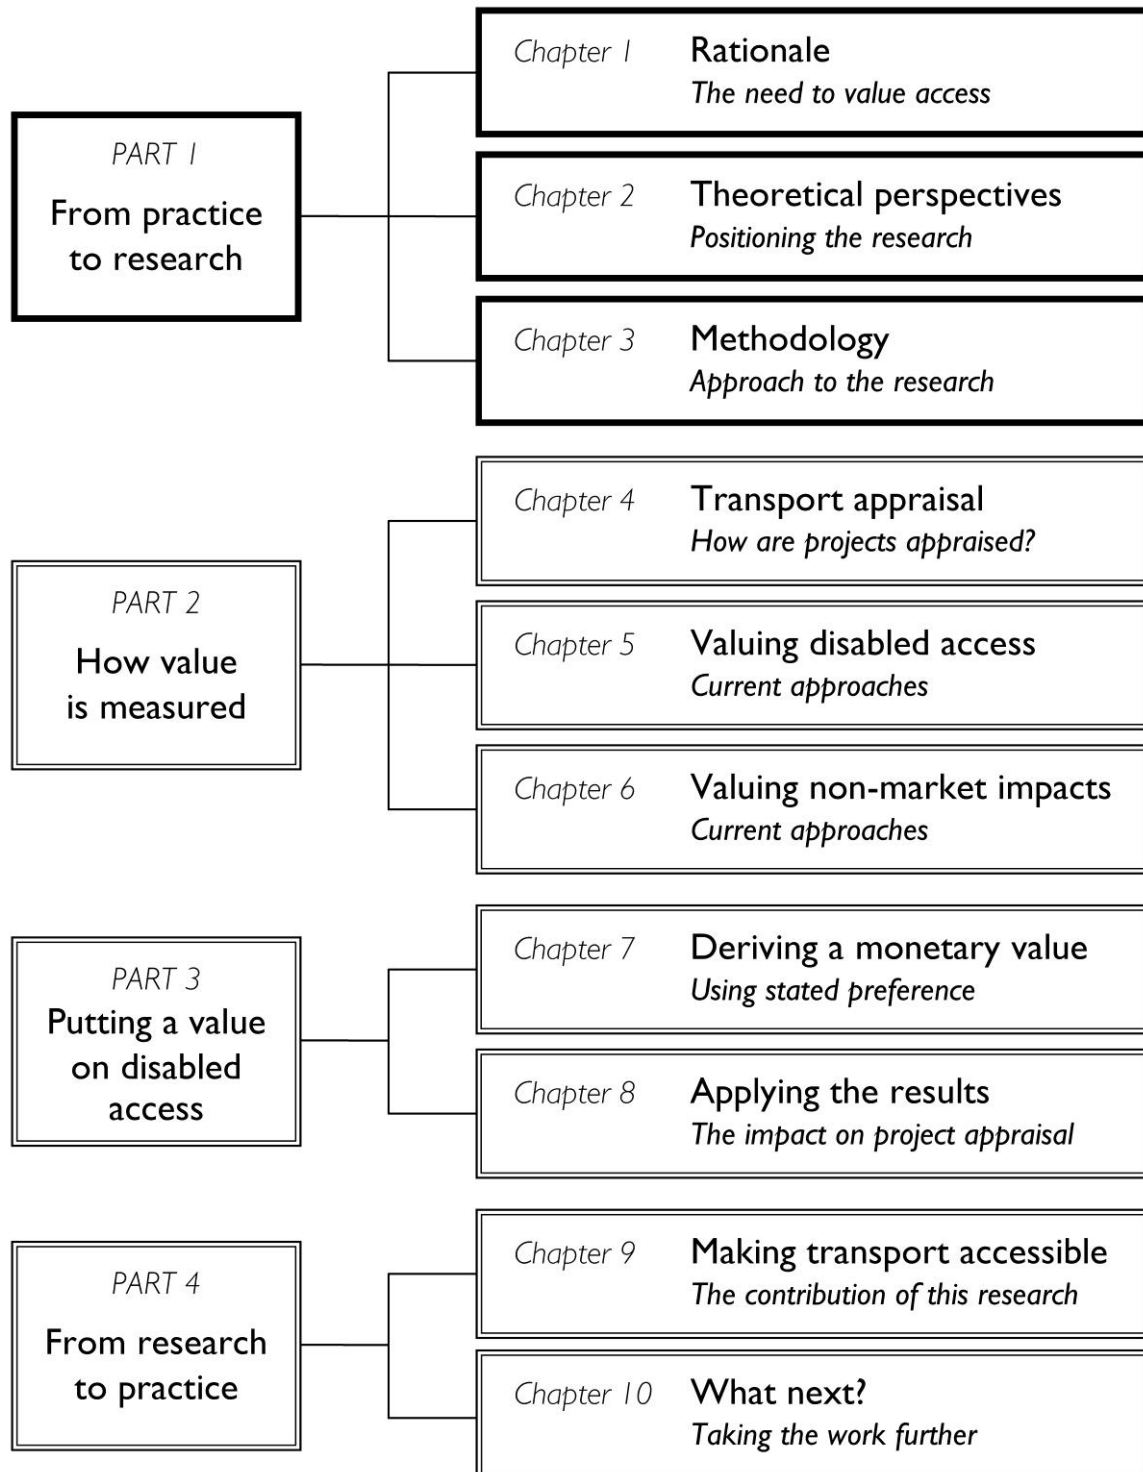 PART 1
From practice
to research
Chapter 1 Rationale
The need to value access
Chapter 2 Theoretical perspectives
Positioning the research
Chapter 3 Methodology
Approach to the research
PART 2
How value
is measured
Chapter 4 Transport appraisal
How are projects appraised?
Chapter 5 Valuing disabled access
Current approaches
Chapter 6 Valuing non-market impacts
Current approaches
PART 3
Putting a value
on disabled
access
Chapter 7 Deriving a monetary value
Using stated preference
Chapter 8 Applying the results
The impact on project appraisal
PART 4
From research
to practice
Chapter 9 Making transport accessible
The contribution of this research
Chapter 10 What next?
Taking the work further